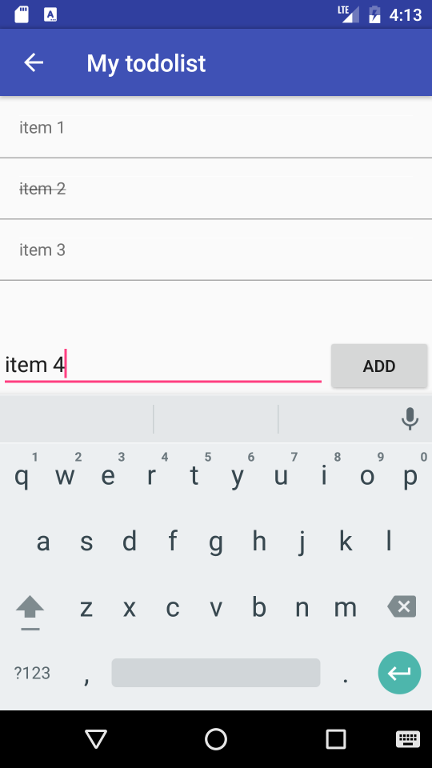 LTE 4:13
My todolist
item 1
item 2
item 3
item 4 ADD
1 2 3 4 5 6 7 8 9 0
q w e r t y u i o p
a s d f g h j k l
z x c v b n m
?123 , .